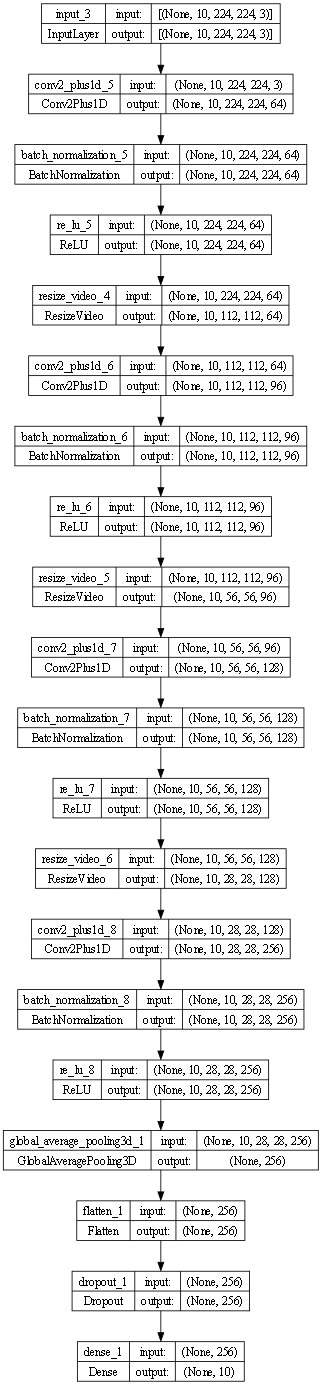 input_3 input: [(None, 10, 224, 224, 3)]
InputLayer output: [(None, 10, 224, 224, 3)]
conv2_plus1d_5 input: (None, 10, 224, 224, 3)
Conv2Plus1D output: (None, 10, 224, 224, 64)
batch_normalization_5 input: (None, 10, 224, 224, 64)
BatchNormalization output: (None, 10, 224, 224, 64)
re_lu_5 input: (None, 10, 224, 224, 64)
ReLU output: (None, 10, 224, 224, 64)
resize_video_4 input: (None, 10, 224, 224, 64)
ResizeVideo output: (None, 10, 112, 112, 64)
conv2_plus1d_6 input: (None, 10, 112, 112, 64)
Conv2Plus1D output: (None, 10, 112, 112, 96)
batch_normalization_6 input: (None, 10, 112, 112, 96)
BatchNormalization output: (None, 10, 112, 112, 96)
re_lu_6 input: (None, 10, 112, 112, 96)
ReLU output: (None, 10, 112, 112, 96)
resize_video_5 input: (None, 10, 112, 112, 96)
ResizeVideo output: (None, 10, 56, 56, 96)
conv2_plus1d_7 input: (None, 10, 56, 56, 96)
Conv2Plus1D output: (None, 10, 56, 56, 128)
batch_normalization_7 input: (None, 10, 56, 56, 128)
BatchNormalization output: (None, 10, 56, 56, 128)
re_lu_7 input: (None, 10, 56, 56, 128)
ReLU output: (None, 10, 56, 56, 128)
resize_video_6 input: (None, 10, 56, 56, 128)
ResizeVideo output: (None, 10, 28, 28, 128)
conv2_plus1d_8 input: (None, 10, 28, 28, 128)
Conv2Plus1D output: (None, 10, 28, 28, 256)
batch_normalization_8 input: (None, 10, 28, 28, 256)
BatchNormalization output: (None, 10, 28, 28, 256)
re_lu_8 input: (None, 10, 28, 28, 256)
ReLU output: (None, 10, 28, 28, 256)
global_average_pooling3d_1 input: (None, 10, 28, 28, 256)
GlobalAveragePooling3D output: (None, 256)
flatten_1 input: (None, 256)
Flatten output: (None, 256)
dropout_1 input: (None, 256)
Dropout output: (None, 256)
dense_1 input: (None, 256)
Dense output: (None, 10)